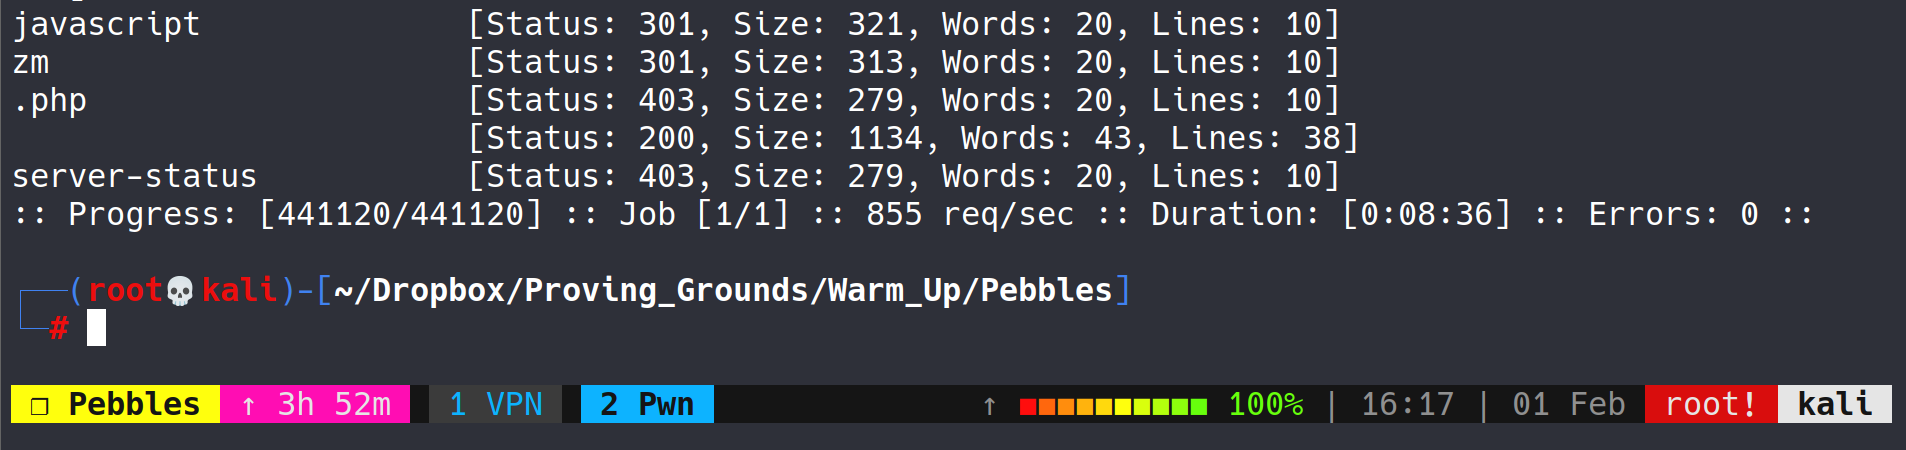 javascript [Status: 301, Size: 321, Words: 20, Lines: 10]
zm [Status: 301, Size: 313, Words: 20, Lines: 10]
.php [Status: 403, Size: 279, Words: 20, Lines: 10]
[Status: 200, Size: 1134, Words: 43, Lines: 38]
server-status [Status: 403, Size: 279, Words: 20, Lines: 10]
:: Progress: [441120/441120] :: Job [1/1] :: 855 req/sec :: Duration: [0:08:36] :: Errors: 0 ::
┌──(root💀kali)-[~/Dropbox/Proving_Grounds/Warm_Up/Pebbles]
└─#
❐ Pebbles ↑ 3h 52m 1 VPN 2 Pwn ↑ ■■■■■■■■■■ 100% | 16:17 | 01 Feb root! kali